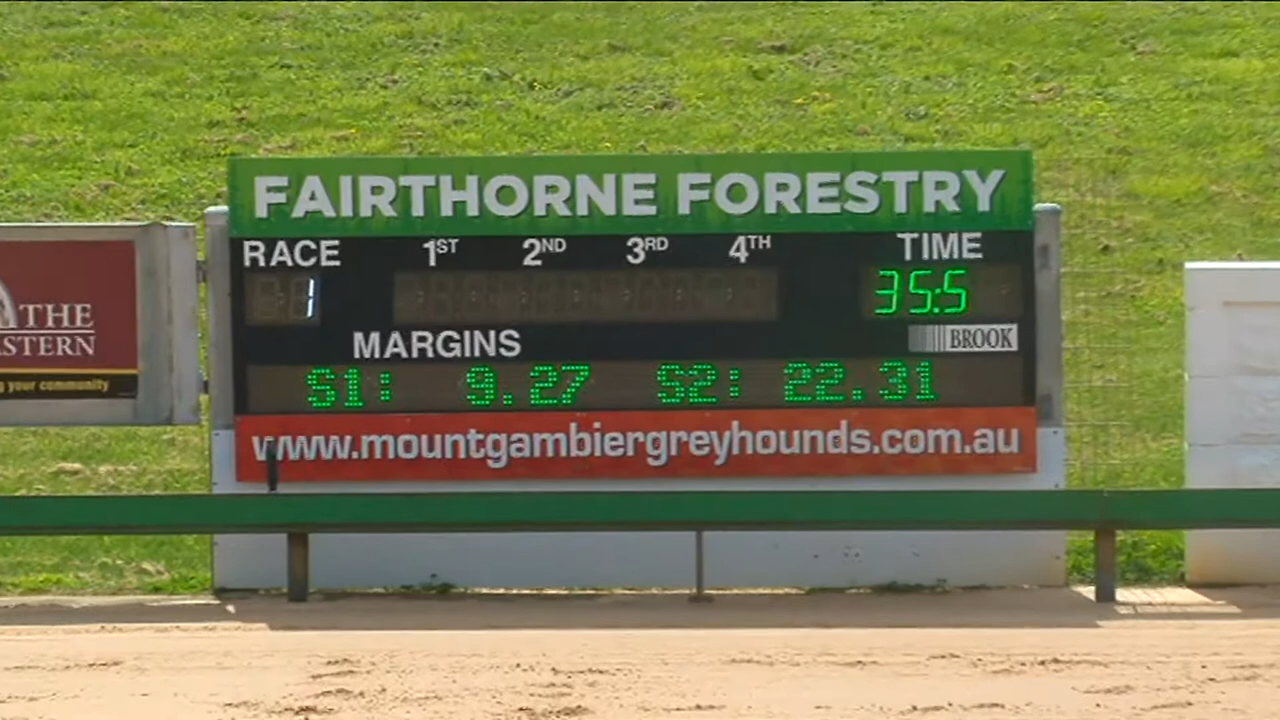 FAIRTHORNE FORESTRY
RACE 1ST 2ND 3RD 4TH TIME
1 35:5
MARGINS BROOK
S1: 9.27 S2: 22.31
www.mountgambiergreyhounds.com.au
THE
STERN
your community